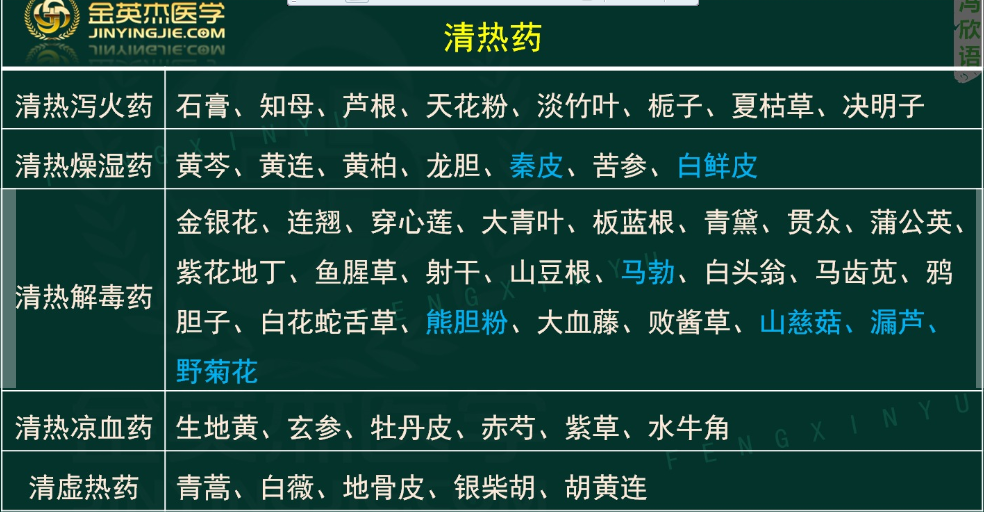 金英杰医学
JINYINGJIE.COM
清热药
冯欣语
清热泻火药 石膏、知母、芦根、天花粉、淡竹叶、栀子、夏枯草、决明子
清热燥湿药 黄芩、黄连、黄柏、龙胆、秦皮、苦参、白鲜皮
清热解毒药 金银花、连翘、穿心莲、大青叶、板蓝根、青黛、贯众、蒲公英、
紫花地丁、鱼腥草、射干、山豆根、马勃、白头翁、马齿苋、鸦
胆子、白花蛇舌草、熊胆粉、大血藤、败酱草、山慈菇、漏芦、
野菊花
清热凉血药 生地黄、玄参、牡丹皮、赤芍、紫草、水牛角
清虚热药 青蒿、白薇、地骨皮、银柴胡、胡黄连
FENGXINYU